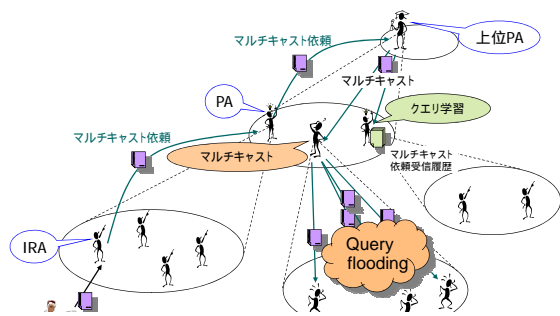 マルチキャスト依頼
上位PA
マルチキャスト
PA
クエリ学習
マルチキャスト依頼
マルチキャスト
マルチキャスト
依頼受信履歴
IRA
Query
flooding